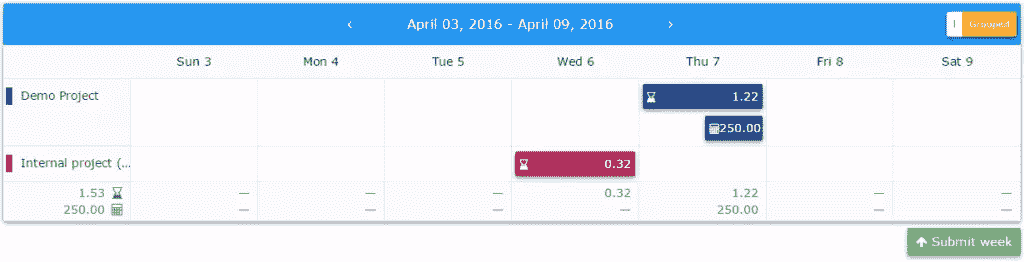 ‹ April 03, 2016 - April 09, 2016 › Grouped
Sun 3 Mon 4 Tue 5 Wed 6 Thu 7 Fri 8 Sat 9
Demo Project 1.22
250.00
Internal project (... 0.32
1.53 — — — 0.32 1.22 — —
250.00 — — — — 250.00 — —
Submit week